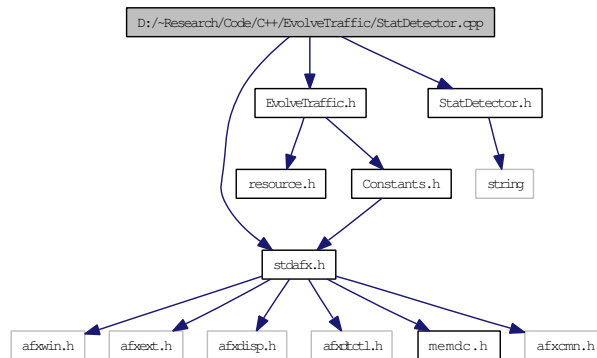 D:/~Research/Code/C++/EvolveTraffic/StatDetector.cpp
EvolveTraffic.h
StatDetector.h
resource.h
Constants.h
string
stdafx.h
afxwin.h
afxext.h
afxdisp.h
afxdtctl.h
memdc.h
afxcmn.h